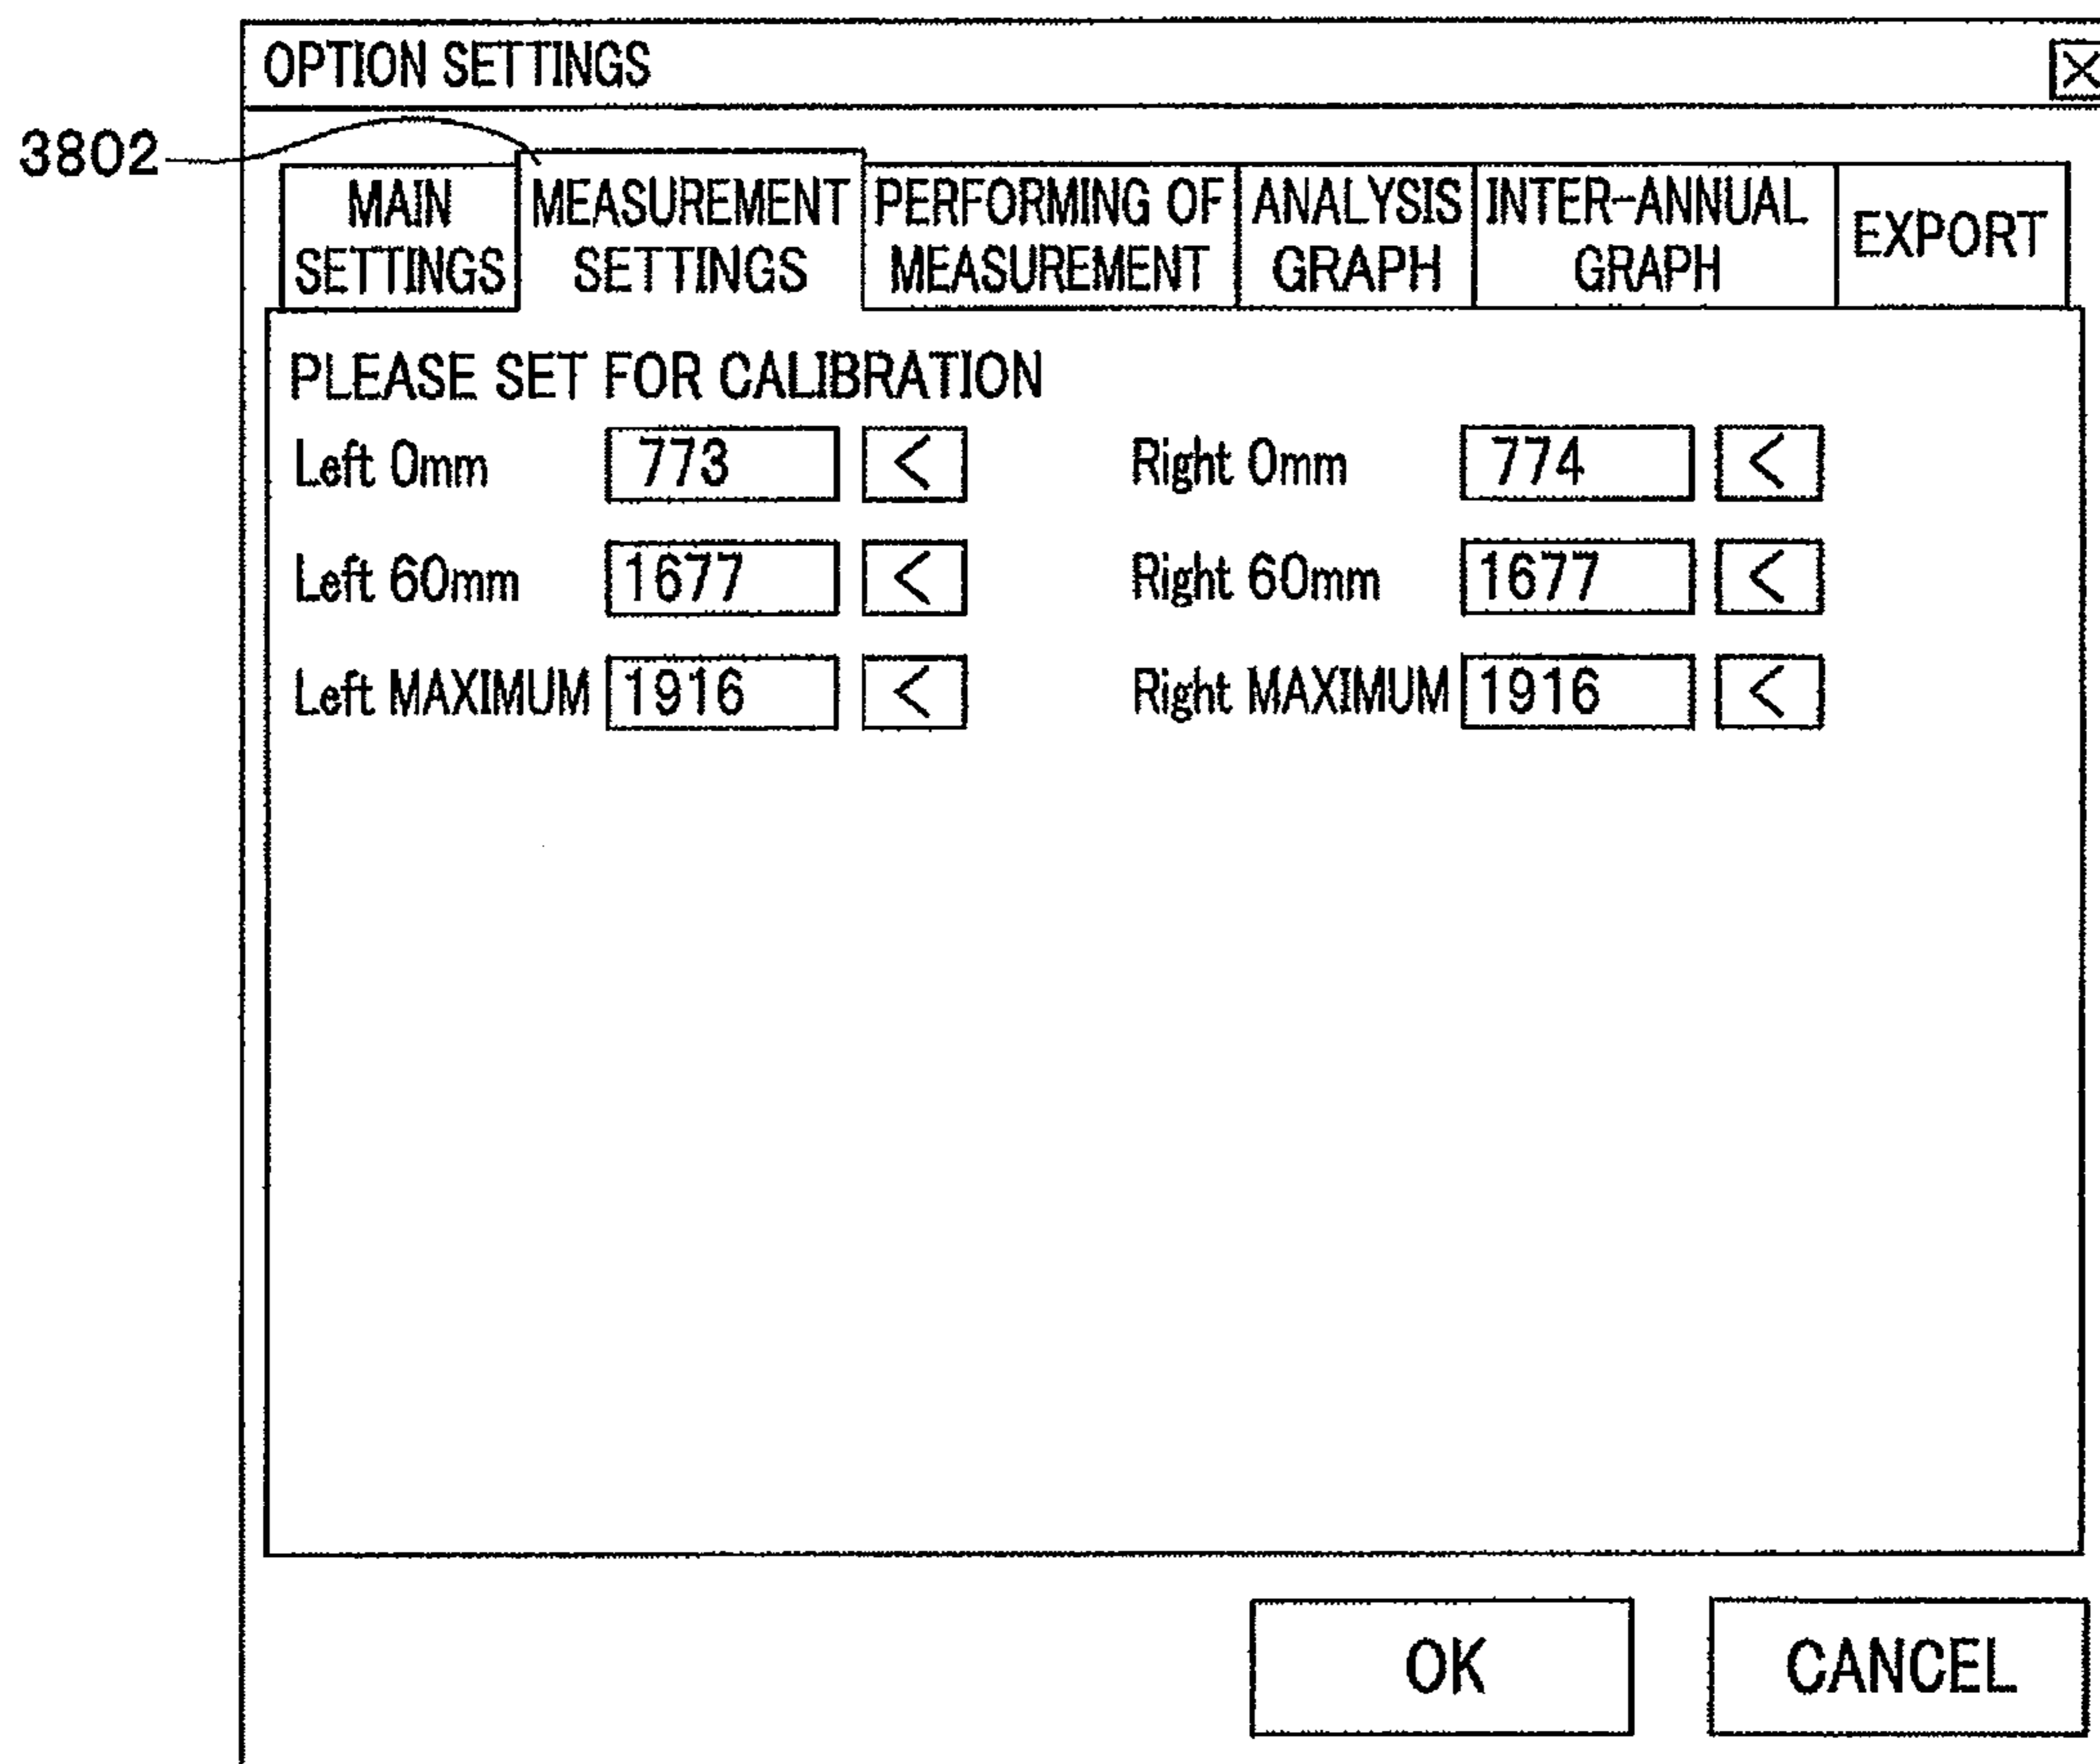 OPTION SETTINGS
3802
MAIN SETTINGS
MEASUREMENT SETTINGS
PERFORMING OF MEASUREMENT
ANALYSIS GRAPH
INTER-ANNUAL GRAPH
EXPORT
PLEASE SET FOR CALIBRATION
Left 0mm 773 < Right 0mm 774 <
Left 60mm 1677 < Right 60mm 1677 <
Left MAXIMUM 1916 < Right MAXIMUM 1916 <
OK CANCEL